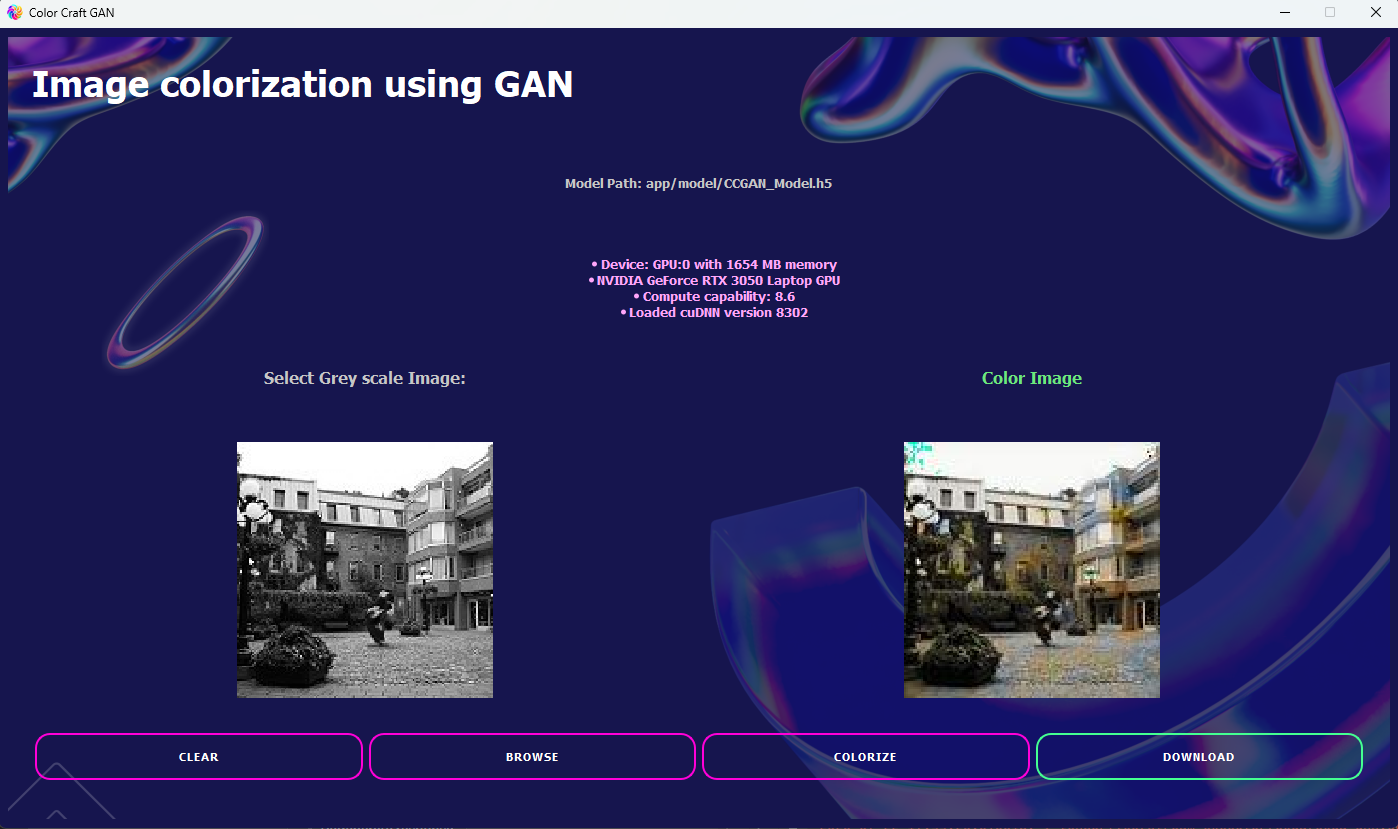 Color Craft GAN
Image colorization using GAN
Model Path: app/model/CCGAN_Model.h5
• Device: GPU:0 with 1654 MB memory
• NVIDIA GeForce RTX 3050 Laptop GPU
• Compute capability: 8.6
• Loaded cuDNN version 8302
Select Grey scale Image:
Color Image
CLEAR
BROWSE
COLORIZE
DOWNLOAD